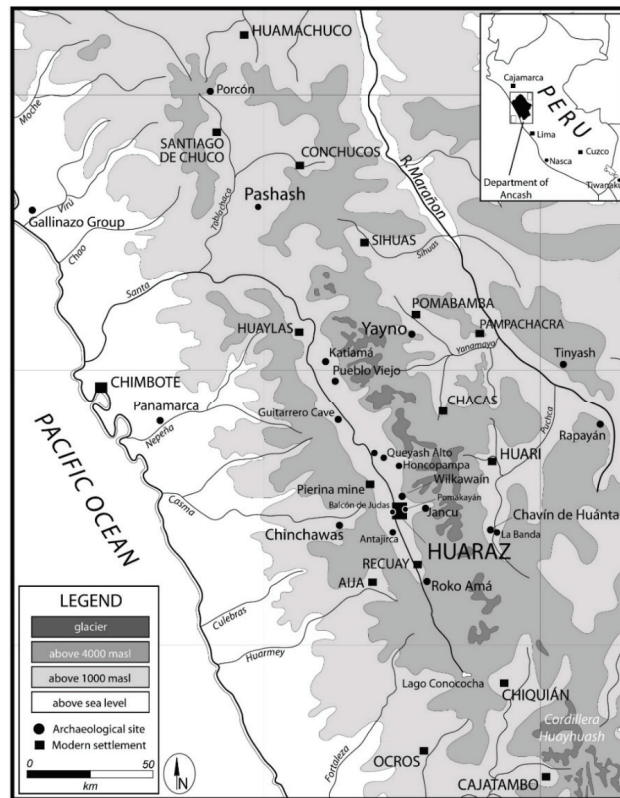 HUAMACHUCO
Porcón
Moche
SANTIAGO
DE CHUCO
CONCHUCOS
R. Marañon
Pashash
Tablachaca
Virú
Gallinazo Group
Chao
SIHUAS
Sihuas
Santa
POMABAMBA
HUAYLAS
Yayno
PAMPACHACRA
Katiamá
Yanamayo
Tinyash
Pueblo Viejo
CHIMBOTE
Panamarca
Guitarrero Cave
CHACAS
Nepeña
Puchca
Rapayán
PACIFIC OCEAN
Queyash Alto
Honcopampa
HUARI
Wilkawaín
Pierina mine
Pomakayán
Casma
Balcón de Judas
Jancu
Chavín de Huánta
La Banda
Chinchawas
Antajirca
HUARAZ
RECUAY
AIJA
Roko Amá
Culebras
Huarmey
Lago Conococha
CHIQUIÁN
Cordillera
Huayhuash
Fortaleza
OCROS
CAJATAMBO
Cajamarca
PERU
Lima
Cuzco
Nasca
Department of
Ancash
Tiwanaku
LEGEND
glacier
above 4000 masl
above 1000 masl
above sea level
Archaeological site
Modern settlement
0 50
km
N